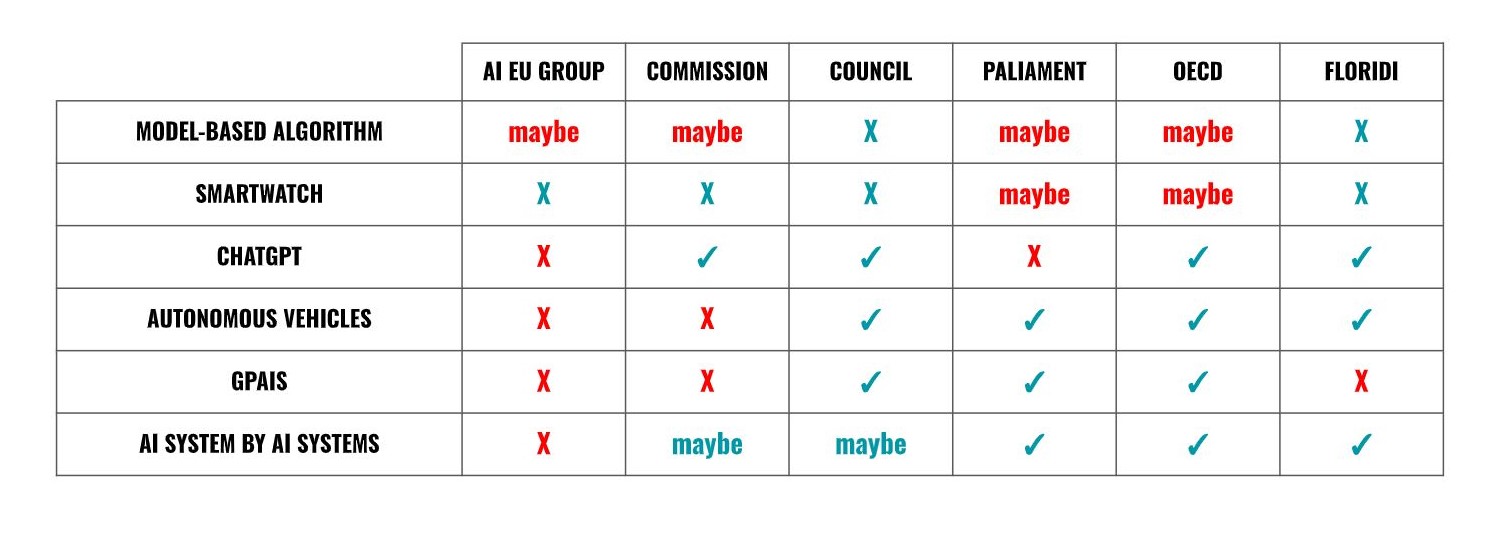 AI EU GROUP COMMISSION COUNCIL PALIAMENT OECD FLORIDI
MODEL-BASED ALGORITHM maybe maybe X maybe maybe X
SMARTWATCH X X X maybe maybe X
CHATGPT X ✓ ✓ X ✓ ✓
AUTONOMOUS VEHICLES X X ✓ ✓ ✓ ✓
GPAIS X X ✓ ✓ ✓ X
AI SYSTEM BY AI SYSTEMS X maybe maybe ✓ ✓ ✓